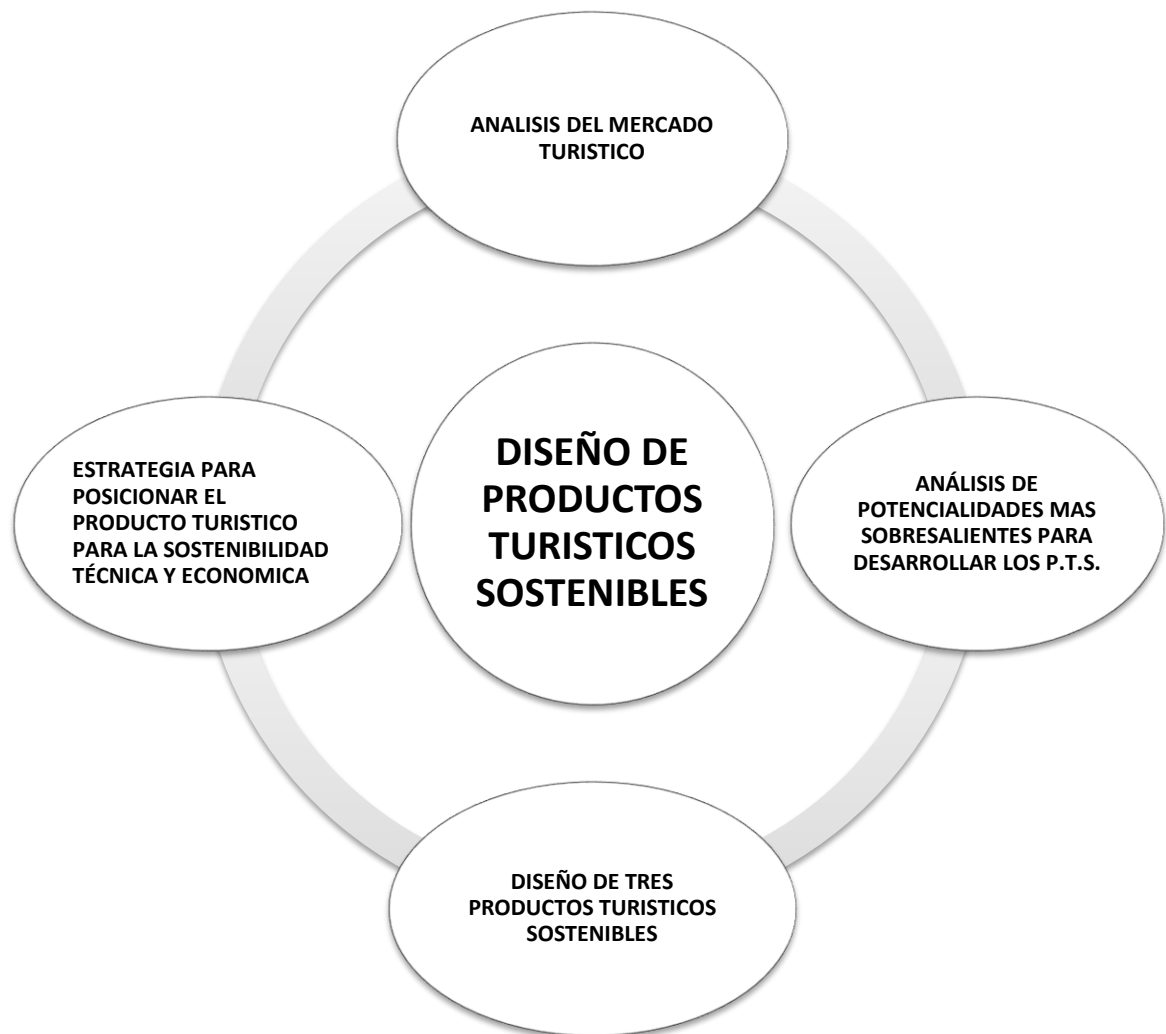 ANALISIS DEL MERCADO
TURISTICO
ESTRATEGIA PARA
POSICIONAR EL
PRODUCTO TURISTICO
PARA LA SOSTENIBILIDAD
TÉCNICA Y ECONOMICA
DISEÑO DE
PRODUCTOS
TURISTICOS
SOSTENIBLES
ANÁLISIS DE
POTENCIALIDADES MAS
SOBRESALIENTES PARA
DESARROLLAR LOS P.T.S.
DISEÑO DE TRES
PRODUCTOS TURISTICOS
SOSTENIBLES